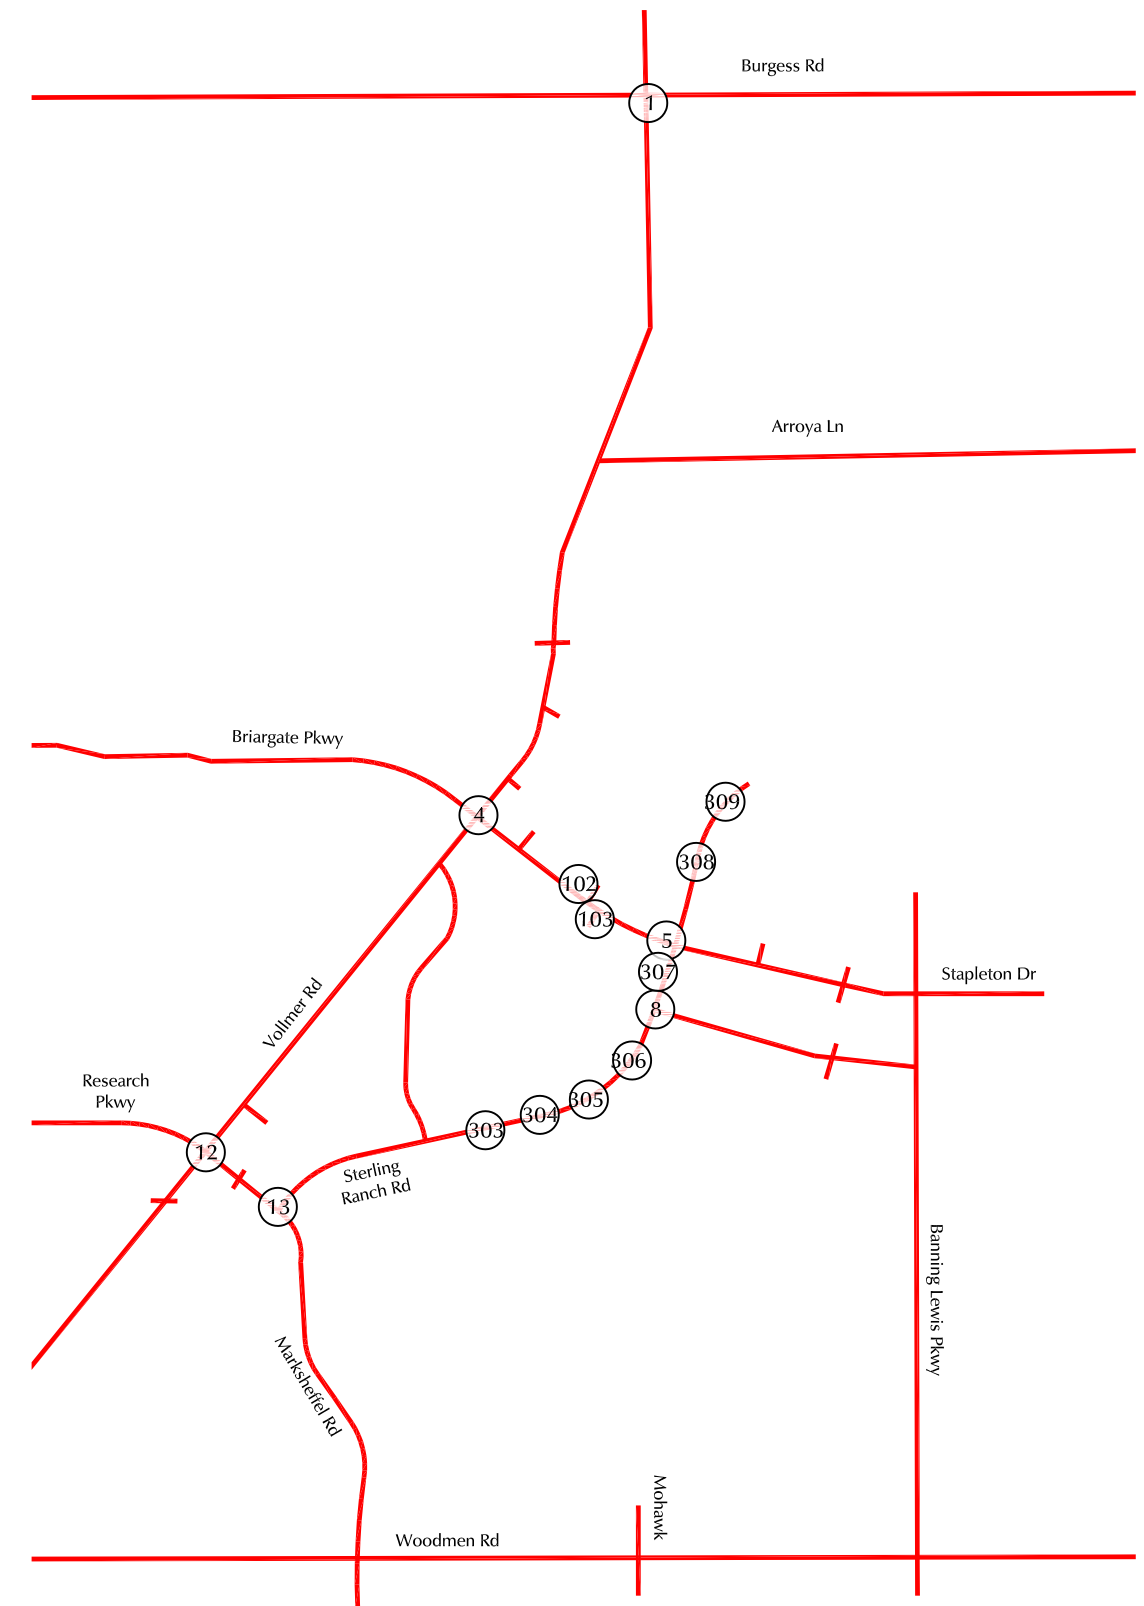 Burgess Rd
1
Arroya Ln
Briargate Pkwy
309
4
308
102
103
5
307
Stapleton Dr
8
Vollmer Rd
306
Research
Pkwy
305
304
303
12
Sterling
Ranch Rd
13
Banning Lewis Pkwy
Marksheffel Rd
Mohawk
Woodmen Rd